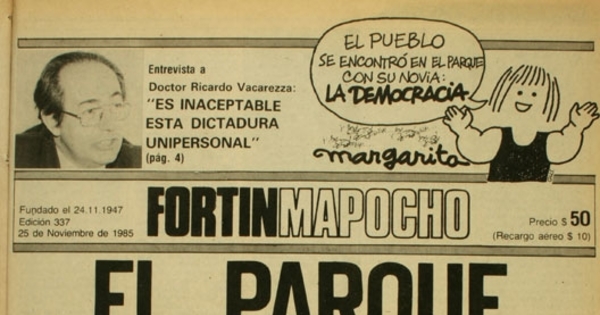 Entrevista a
Doctor Ricardo Vacarezza:
"ES INACEPTABLE
ESTA DICTADURA
UNIPERSONAL"
(pág. 4)
EL PUEBLO
SE ENCONTRÓ EN EL PARQUE
CON SU NOVIA:
LA DEMOCRACIA
margarita
Fundado el 24.11.1947
Edición 337
25 de Noviembre de 1985
FORTIN MAPOCHO
Precio $ 50
(Recargo aéreo $ 10)
EL PARQUE